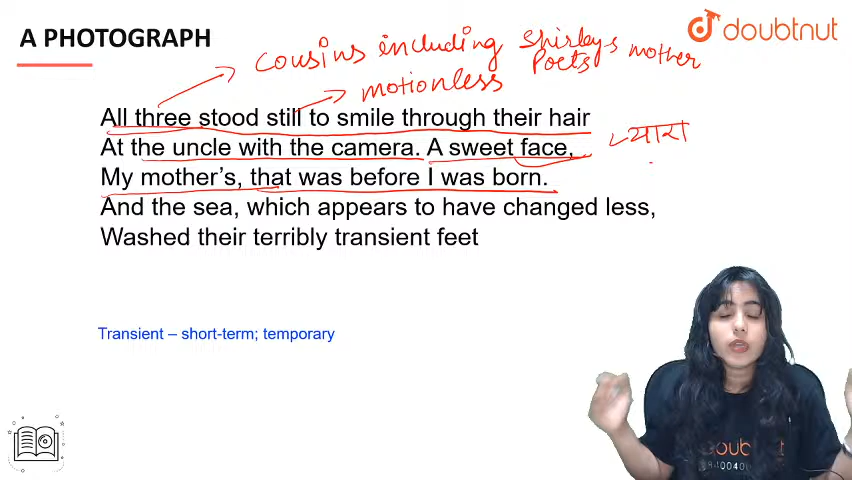 A PHOTOGRAPH
doubtnut
cousins including Shirleys mother
Poets
motionless
All three stood still to smile through their hair
At the uncle with the camera. A sweet face,
प्यारा
My mother's, that was before I was born.
And the sea, which appears to have changed less,
Washed their terribly transient feet
Transient – short-term; temporary
doubtnut